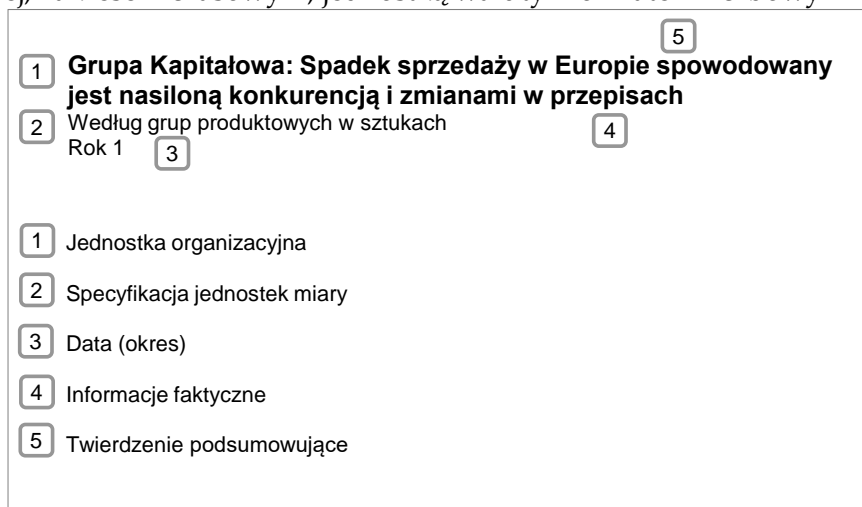 5
1 Grupa Kapitałowa: Spadek sprzedaży w Europie spowodowany
jest nasiloną konkurencją i zmianami w przepisach
2 Według grup produktowych w sztukach 4
Rok 1 3
1 Jednostka organizacyjna
2 Specyfikacja jednostek miary
3 Data (okres)
4 Informacje faktyczne
5 Twierdzenie podsumowujące